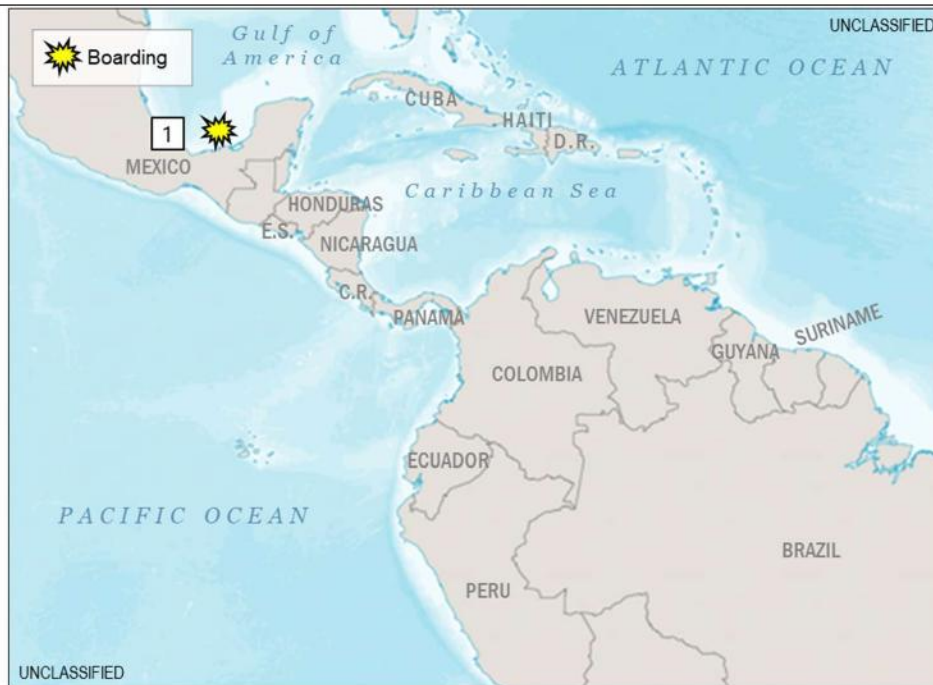 UNCLASSIFIED
Boarding
Gulf of
America
ATLANTIC OCEAN
CUBA
HAITI
D.R.
1
MEXICO
Caribbean Sea
HONDURAS
E.S.
NICARAGUA
C.R.
PANAMA
VENEZUELA
SURINAME
GUYANA
COLOMBIA
ECUADOR
PACIFIC OCEAN
BRAZIL
PERU
UNCLASSIFIED